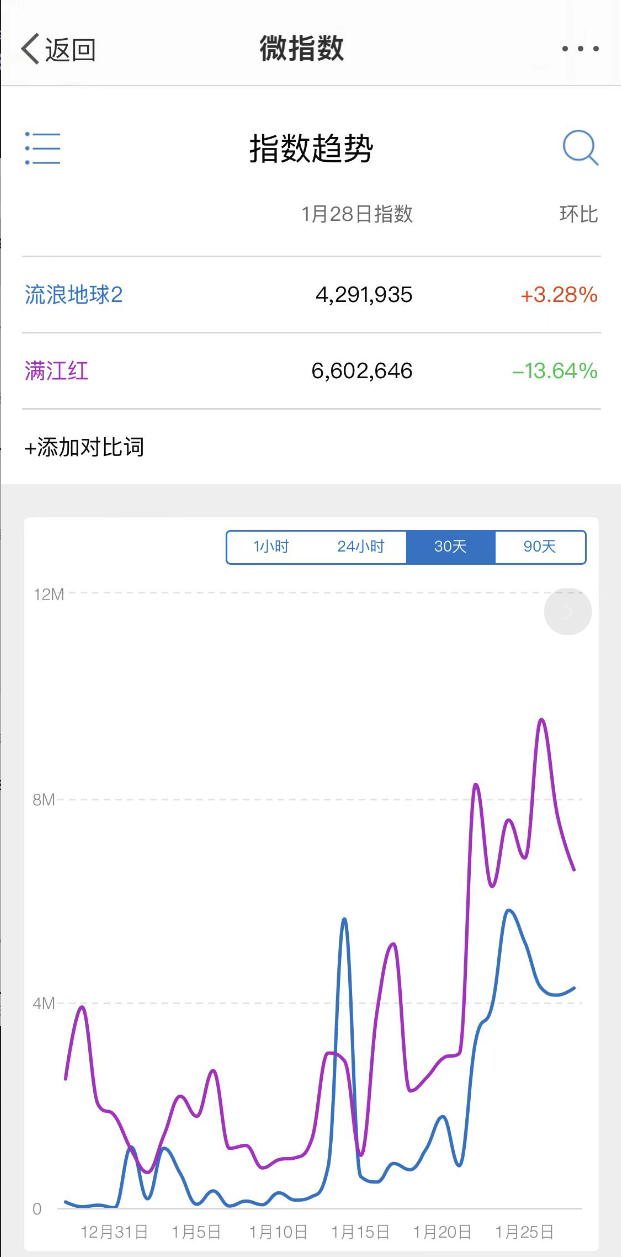 返回 微指数 ...
指数趋势
1月28日指数 环比
流浪地球2 4,291,935 +3.28%
满江红 6,602,646 -13.64%
+添加对比词
1小时 24小时 30天 90天
12M
8M
4M
0
12月31日 1月5日 1月10日 1月15日 1月20日 1月25日